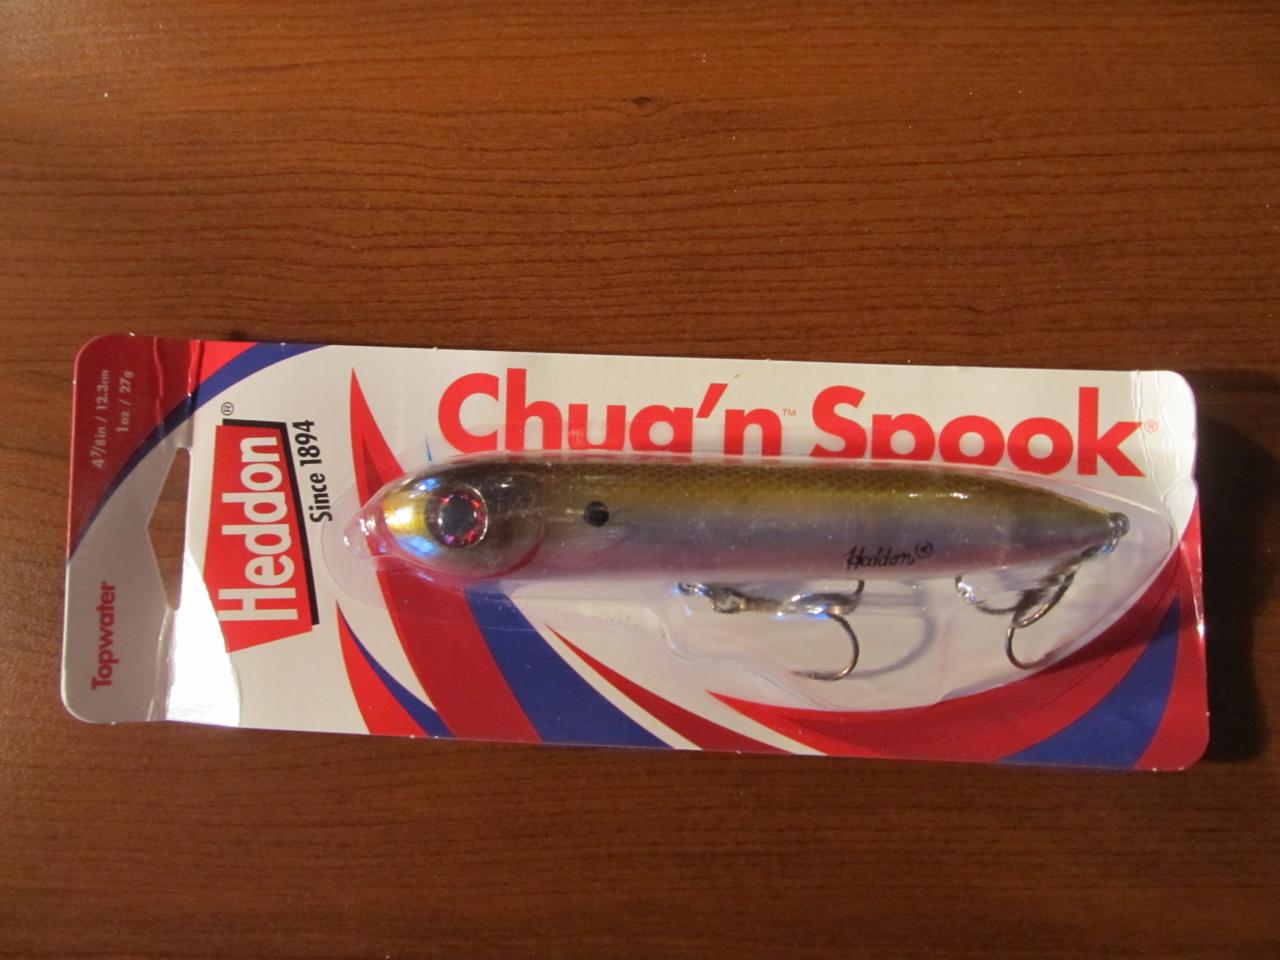 4 7/8in / 12.3cm
1oz / 27g
Topwater
Heddon®
Since 1894
Chug'n™ Spook®
Heddon®